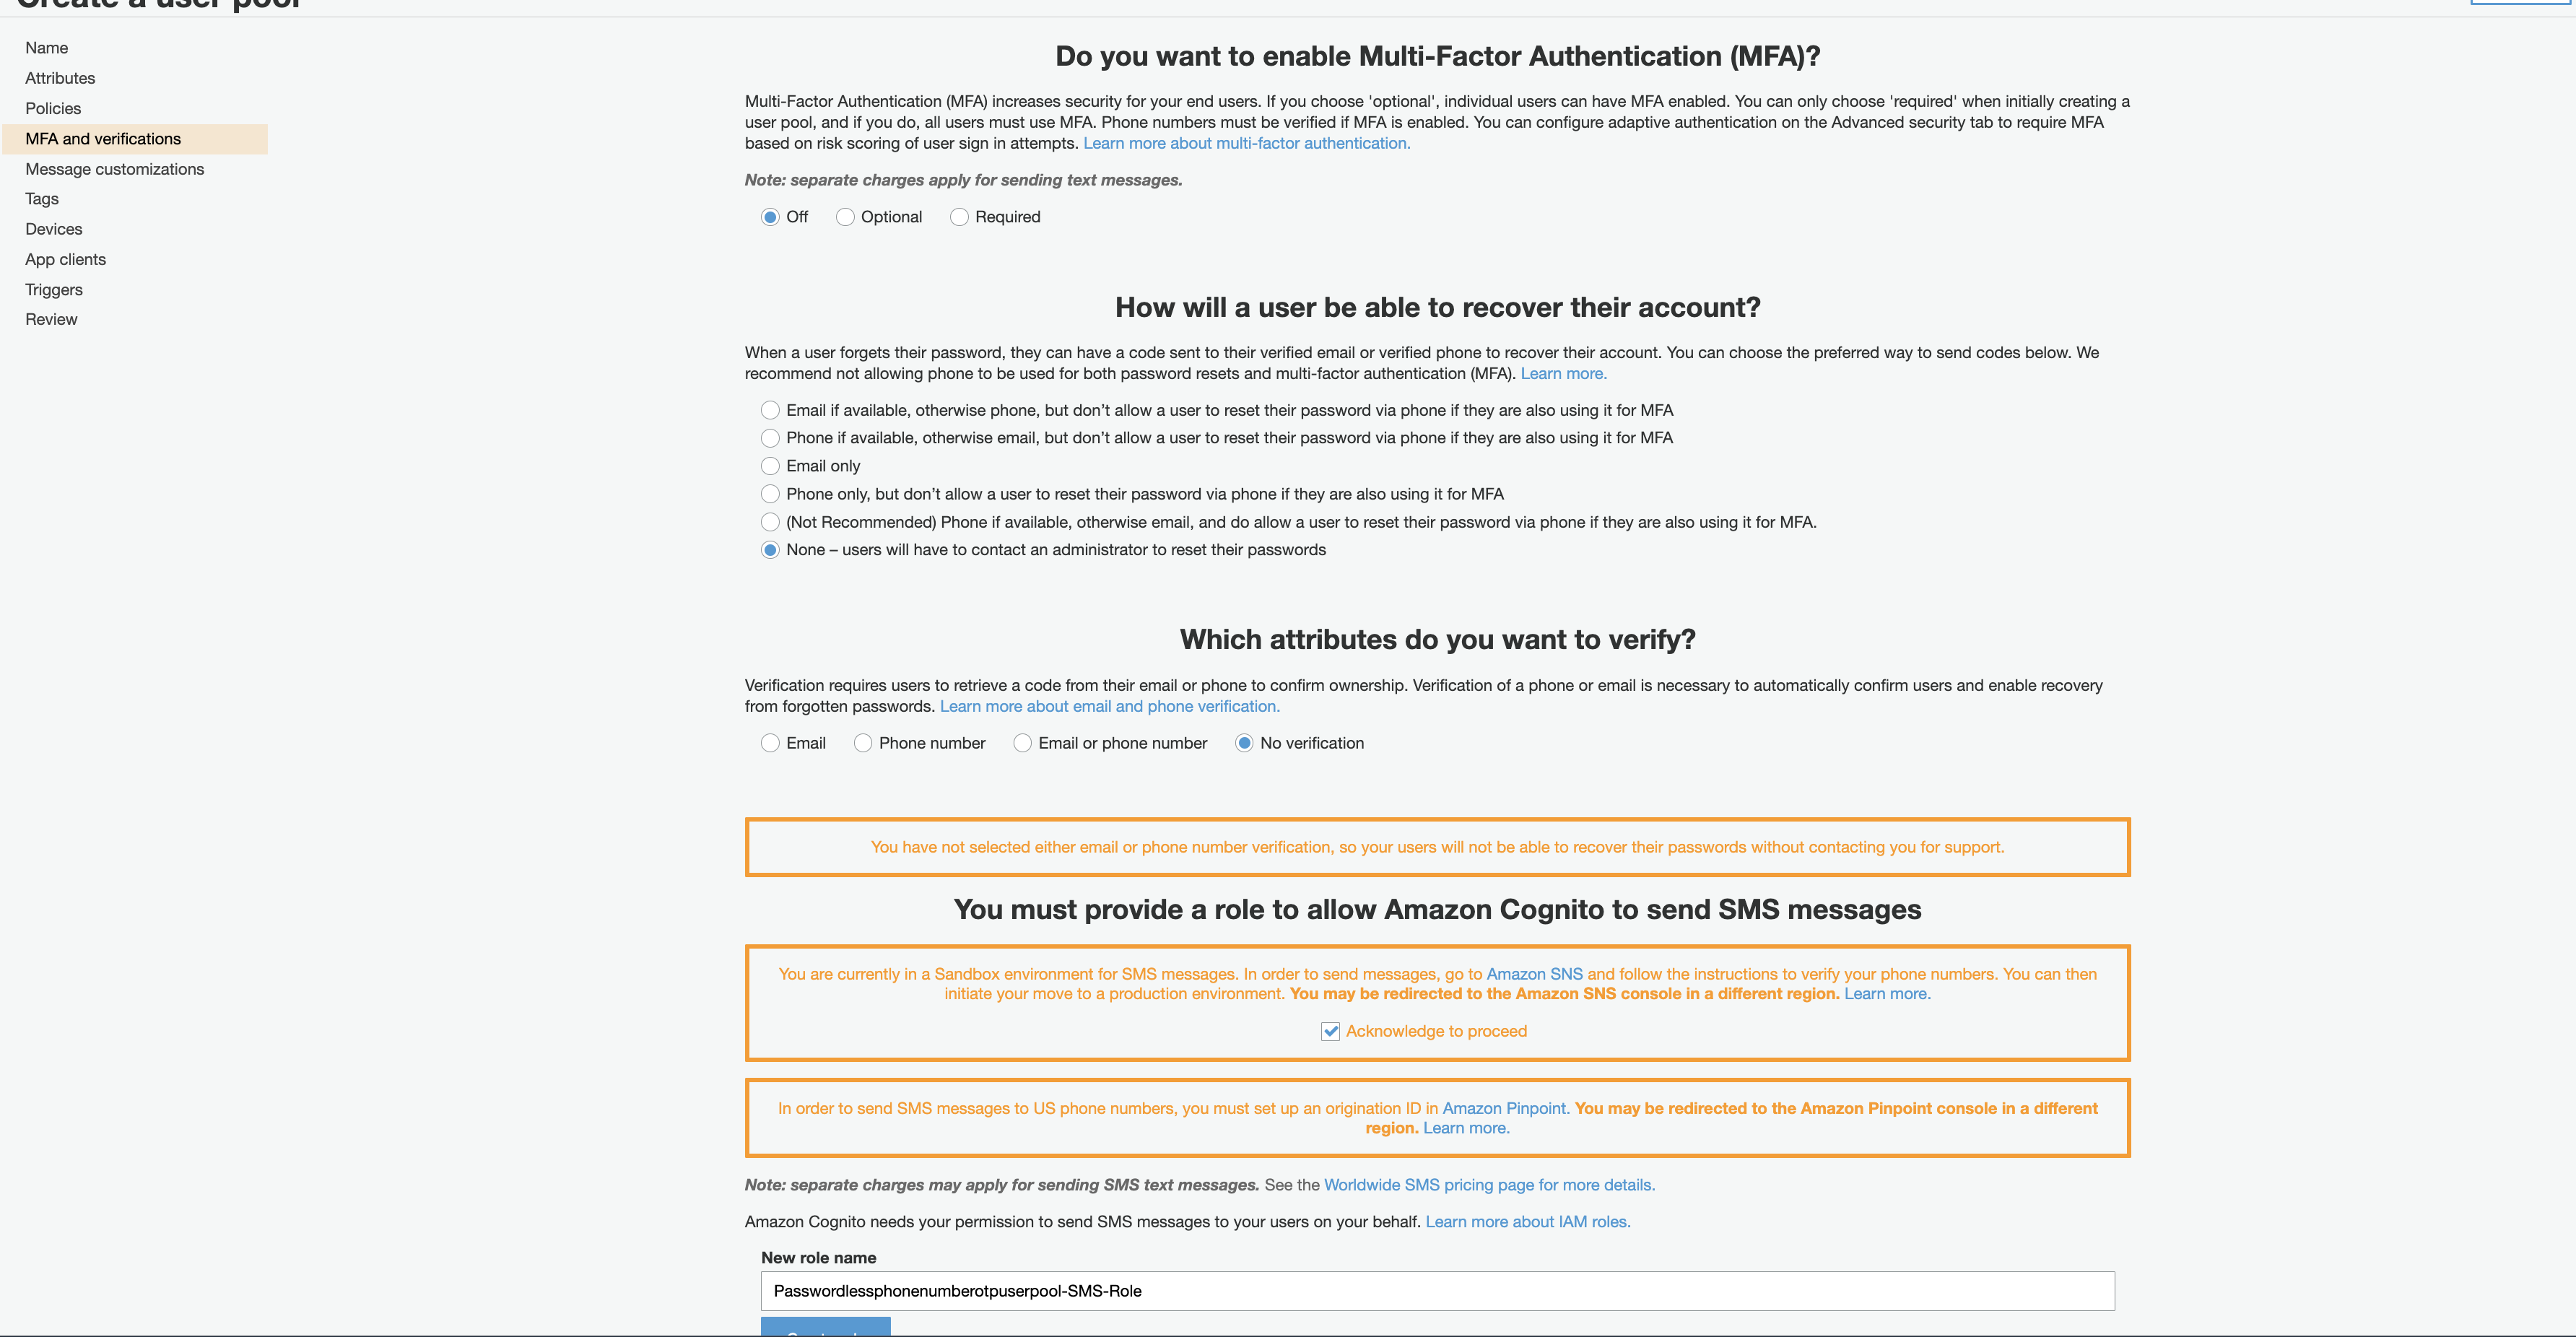 Create a user pool
Name
Attributes
Policies
MFA and verifications
Message customizations
Tags
Devices
App clients
Triggers
Review
Do you want to enable Multi-Factor Authentication (MFA)?
Multi-Factor Authentication (MFA) increases security for your end users. If you choose 'optional', individual users can have MFA enabled. You can only choose 'required' when initially creating a
user pool, and if you do, all users must use MFA. Phone numbers must be verified if MFA is enabled. You can configure adaptive authentication on the Advanced security tab to require MFA
based on risk scoring of user sign in attempts. Learn more about multi-factor authentication.
Note: separate charges apply for sending text messages.
Off Optional Required
How will a user be able to recover their account?
When a user forgets their password, they can have a code sent to their verified email or verified phone to recover their account. You can choose the preferred way to send codes below. We
recommend not allowing phone to be used for both password resets and multi-factor authentication (MFA). Learn more.
Email if available, otherwise phone, but don’t allow a user to reset their password via phone if they are also using it for MFA
Phone if available, otherwise email, but don’t allow a user to reset their password via phone if they are also using it for MFA
Email only
Phone only, but don’t allow a user to reset their password via phone if they are also using it for MFA
(Not Recommended) Phone if available, otherwise email, and do allow a user to reset their password via phone if they are also using it for MFA.
None – users will have to contact an administrator to reset their passwords
Which attributes do you want to verify?
Verification requires users to retrieve a code from their email or phone to confirm ownership. Verification of a phone or email is necessary to automatically confirm users and enable recovery
from forgotten passwords. Learn more about email and phone verification.
Email Phone number Email or phone number No verification
You have not selected either email or phone number verification, so your users will not be able to recover their passwords without contacting you for support.
You must provide a role to allow Amazon Cognito to send SMS messages
You are currently in a Sandbox environment for SMS messages. In order to send messages, go to Amazon SNS and follow the instructions to verify your phone numbers. You can then
initiate your move to a production environment. You may be redirected to the Amazon SNS console in a different region. Learn more.
Acknowledge to proceed
In order to send SMS messages to US phone numbers, you must set up an origination ID in Amazon Pinpoint. You may be redirected to the Amazon Pinpoint console in a different
region. Learn more.
Note: separate charges may apply for sending SMS text messages. See the Worldwide SMS pricing page for more details.
Amazon Cognito needs your permission to send SMS messages to your users on your behalf. Learn more about IAM roles.
New role name
Passwordlessphonenumberotpuserpool-SMS-Role